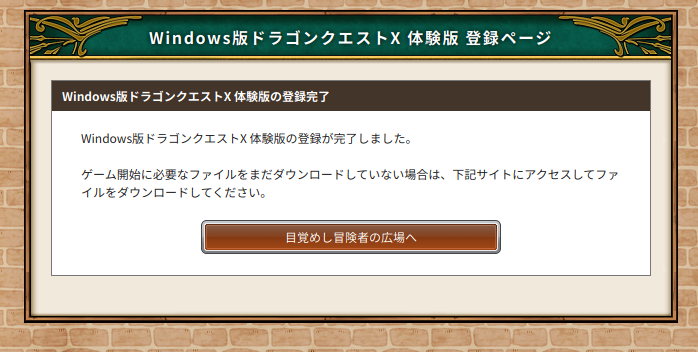 Windows版ドラゴンクエストX 体験版 登録ページ
Windows版ドラゴンクエストX 体験版の登録完了
Windows版ドラゴンクエストX 体験版の登録が完了しました。
ゲーム開始に必要なファイルをまだダウンロードしていない場合は、下記サイトにアクセスしてファ
イルをダウンロードしてください。
目覚めし冒険者の広場へ